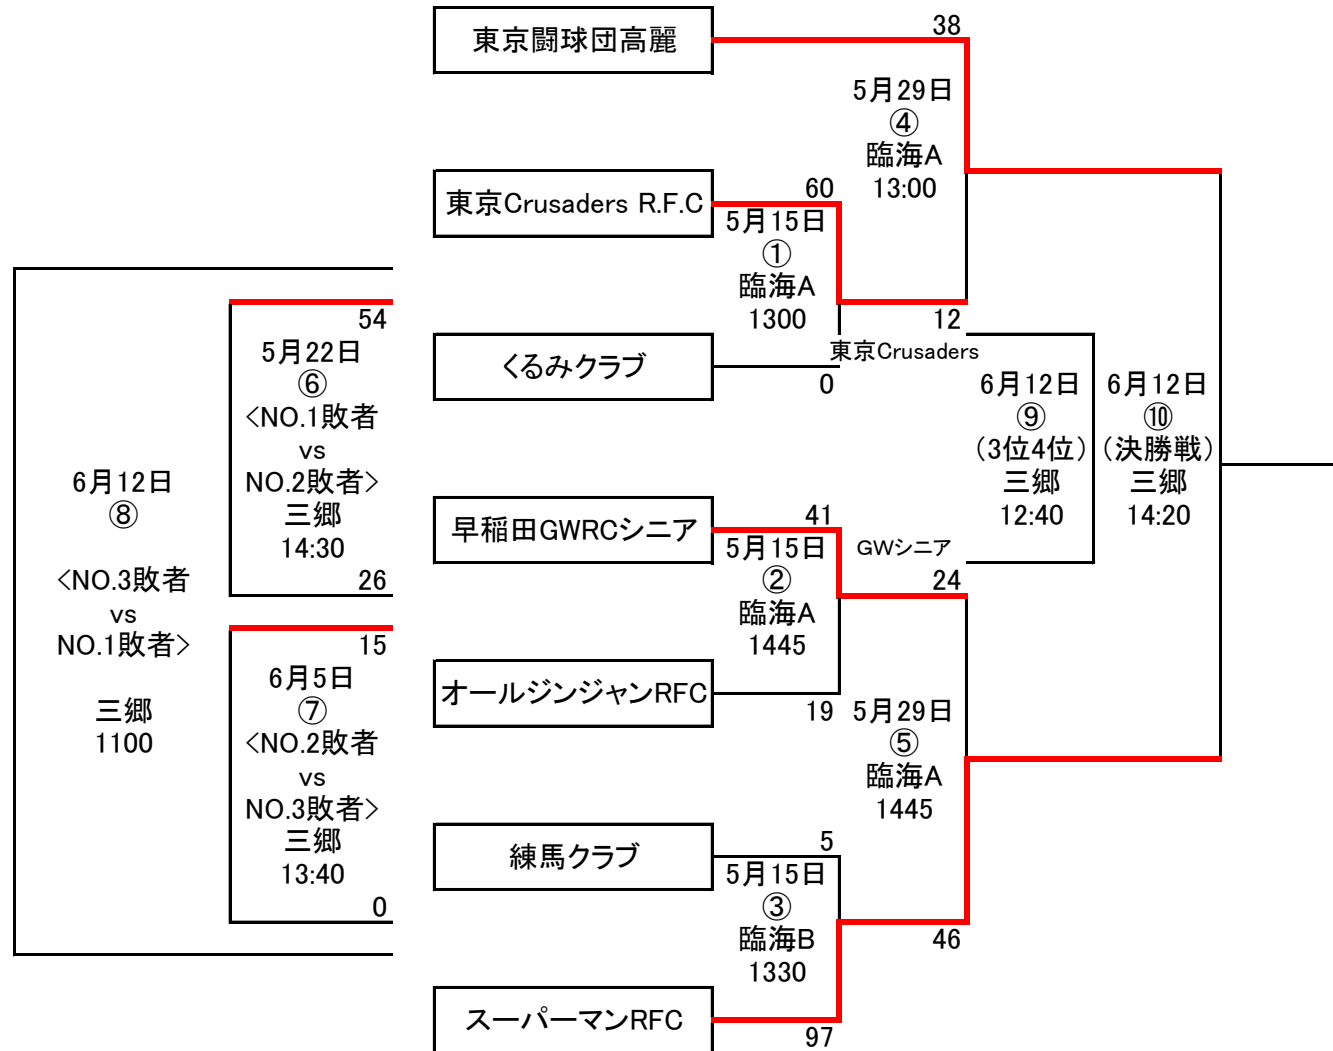 東京闘球団高麗
38
5月29日
④
臨海A
13:00
東京Crusaders R.F.C
60
5月15日
①
臨海A
1300
12
東京Crusaders
くるみクラブ
0
54
5月22日
⑥
<NO.1敗者
vs
NO.2敗者>
三郷
14:30
26
6月12日
⑧
<NO.3敗者
vs
NO.1敗者>
三郷
1100
15
6月5日
⑦
<NO.2敗者
vs
NO.3敗者>
三郷
13:40
0
6月12日
⑨
(3位4位)
三郷
12:40
6月12日
⑩
(決勝戦)
三郷
14:20
早稲田GWRCシニア
41
5月15日
②
臨海A
1445
GWシニア
24
オールジンジャンRFC
19
5月29日
⑤
臨海A
1445
練馬クラブ
5
5月15日
③
臨海B
1330
46
スーパーマンRFC
97